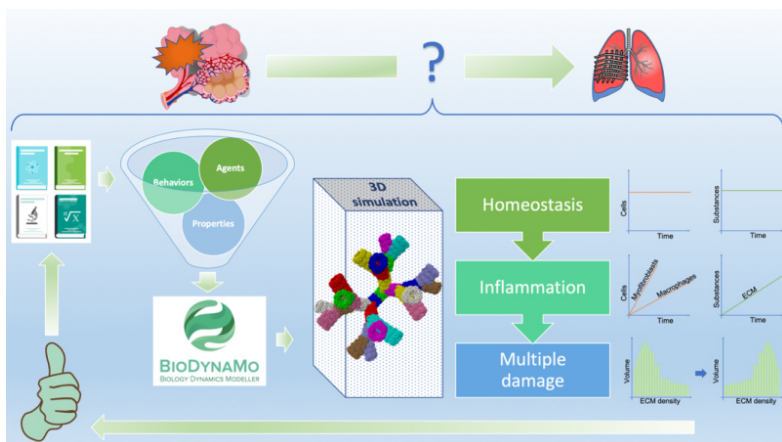 ?
Behaviors
Agents
Properties
BIODYNAMO
BIOLOGY DYNAMICS MODELLER
3D
simulation
Homeostasis
Inflammation
Multiple
damage
Cells
Time
Substances
Time
Cells
Myofibroblasts
Macrophages
Time
Substances
ECM
Time
Volume
ECM density
Volume
ECM density